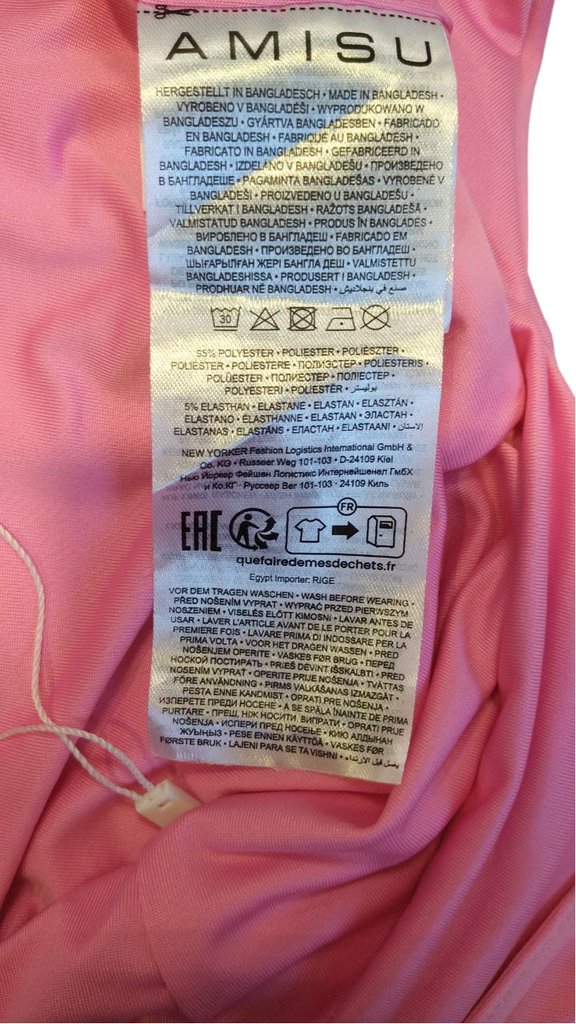 AMISU
HERGESTELLT IN BANGLADESCH • MADE IN BANGLADESH •
VYROBENO V BANGLADÉŠI • WYPRODUKOWANO W
BANGLADESZU • GYÁRTVA BANGLADESBEN • FABRICADO
EN BANGLADESH • FABRIQUÉ AU BANGLADESH •
FABRICATO IN BANGLADESH • GEFABRICEERD IN
BANGLADESH • IZDELANO V BANGLADEŠU • ПРОИЗВЕДЕНО
В БАНГЛАДЕШЕ • PAGAMINTA BANGLADEŠAS • VYROBENÉ V
BANGLADÉŠI • PROIZVEDENO U BANGLADEŠU •
TILLVERKAT I BANGLADESH • RAŽOTS BANGLADEŠĀ •
VALMISTATUD BANGLADESH • PRODUS ÎN BANGLADES •
ВИРОБЛЕНО В БАНГЛАДЕШ • FABRICADO EM
BANGLADESH • ПРОИЗВЕДЕНО ВО БАНГЛАДЕШ •
ШЫҒАРЫЛҒАН ЖЕРІ БАНГЛА ДЕШ • VALMISTETTU
BANGLADESHISSA • PRODUSERT I BANGLADESH •
PRODHUAR NË BANGLADESH • صنع في بنجلاديش
30
95% POLYESTER • POLIESTER • POLIÉSZTER •
POLIÉSTER • POLIESTERE • ПОЛИЭСТЕР • POLIESTERIS •
POLÜESTER • ПОЛИЕСТЕР • ПОЛІЕСТЕР •
POLYESTERI • POLIESTËR • بوليستر
5% ELASTHAN • ELASTANE • ELASTAN • ELASZTÁN •
ELASTANO • ÉLASTHANNE • ELASTAAN • ЭЛАСТАН •
ELASTANAS • ELASTĀNS • ЕЛАСТАН • ELASTAANI • الاستان
NEW YORKER Fashion Logistics International GmbH &
Co. KG • Russeer Weg 101-103 • D-24109 Kiel
Нью Йоркер Фейшен Логистикс Интернейшенел ГмбХ
и Ко.КГ • Руссеер Вег 101-103 • 24109 Киль
EAC
FR
quefairedemesdechets.fr
Egypt Importer: RIGE
VOR DEM TRAGEN WASCHEN • WASH BEFORE WEARING •
PŘED NOŠENÍM VYPRAT • WYPRAĆ PRZED PIERWSZYM
NOSZENIEM • VISELÉS ELŐTT KIMOSNI • LAVAR ANTES DE
USAR • LAVER L'ARTICLE AVANT DE LE PORTER POUR LA
PREMIERE FOIS • LAVARE PRIMA DI INDOSSARE PER LA
PRIMA VOLTA • VOOR HET DRAGEN WASSEN • PRED
NOŠENJEM OPERITE • VASKES FØR BRUG • ПЕРЕД
НОСКОЙ ПОСТИРАТЬ • PRIEŠ DĖVINT IŠSKALBTI • PRED
NOSENÍM VYPRAŤ • OPERITE PRIJE NOŠENJA • TVÄTTAS
FÖRE ANVÄNDNING • PIRMS VALKĀŠANAS IZMAZGĀT •
PESTA ENNE KANDMIST • OPRATI PRE NOŠENJA •
ИЗПЕРЕТЕ ПРЕДИ НОСЕНЕ • A SE SPĂLA ÎNAINTE DE PRIMA
PURTARE • ПРЕШ, НІЖ НОСИТИ, ВИПРАТИ • OPRATI PRIJE
NOŠENJA • ИСПЕРИ ПРЕД НОСЕЊЕ • КИЮ АЛДЫНАН
ЖУЫҢЫЗ • PESE ENNEN KÄYTTÖÄ • VASKES FØR
FØRSTE BRUK • LAJENI PARA SE TA VISHNI • يغسل قبل الارتداء